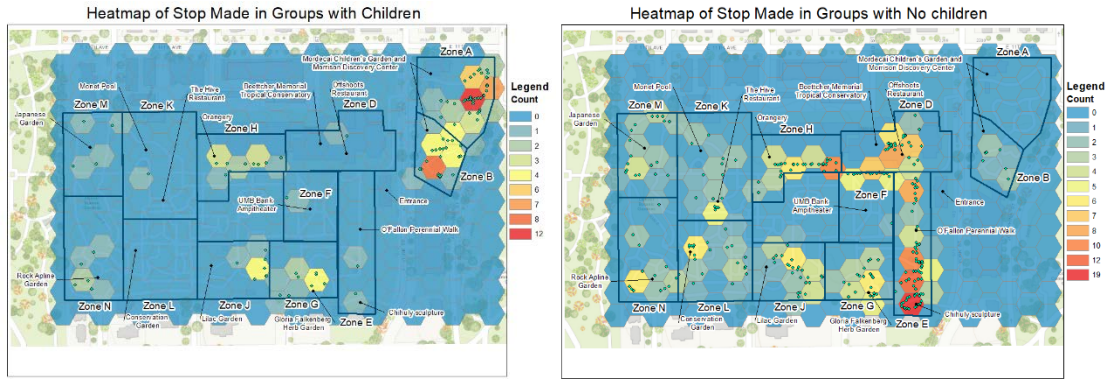 Heatmap of Stop Made in Groups with Children
Zone A
Mordecai Children's Garden and
Morrison Discovery Center
Monet Pool
The Hive
Restaurant
Boettcher Memorial
Tropical Conservatory
Offshoots
Restaurant
Zone M
Zone K
Orangery
Zone D
Japanese
Garden
Zone H
Zone B
Zone F
UMB Bank
Ampitheater
Entrance
O'Fallon Perennial Walk
Rock Apline
Garden
Zone N
Zone L
Zone J
Zone G
Conservation
Garden
Lilac Garden
Gloria Falkenberg
Herb Garden
Zone E
Chihuly sculpture
Legend
Count
0
1
2
3
4
6
7
8
12
Heatmap of Stop Made in Groups with No children
Zone A
Mordecai Children's Garden and
Morrison Discovery Center
Monet Pool
The Hive
Restaurant
Boettcher Memorial
Tropical Conservatory
Offshoots
Restaurant
Zone M
Zone K
Orangery
Zone D
Japanese
Garden
Zone H
Zone B
Zone F
UMB Bank
Ampitheater
Entrance
O'Fallon Perennial Walk
Rock Apline
Garden
Zone N
Zone L
Zone J
Zone G
Conservation
Garden
Lilac Garden
Gloria Falkenberg
Herb Garden
Zone E
Chihuly sculpture
Legend
Count
0
1
2
3
4
5
6
7
8
10
12
19